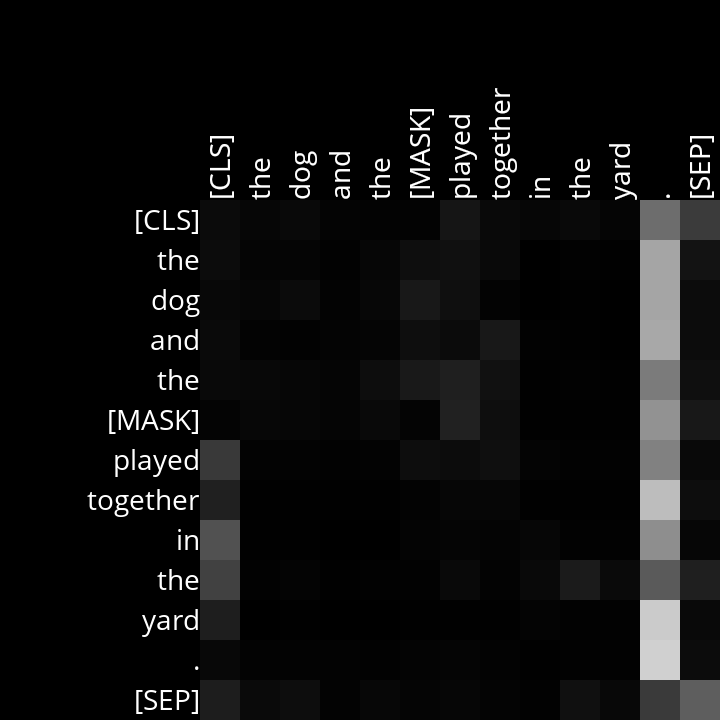 [CLS] the dog and the [MASK] played together in the yard . [SEP]
[CLS]
the
dog
and
the
[MASK]
played
together
in
the
yard
.
[SEP]